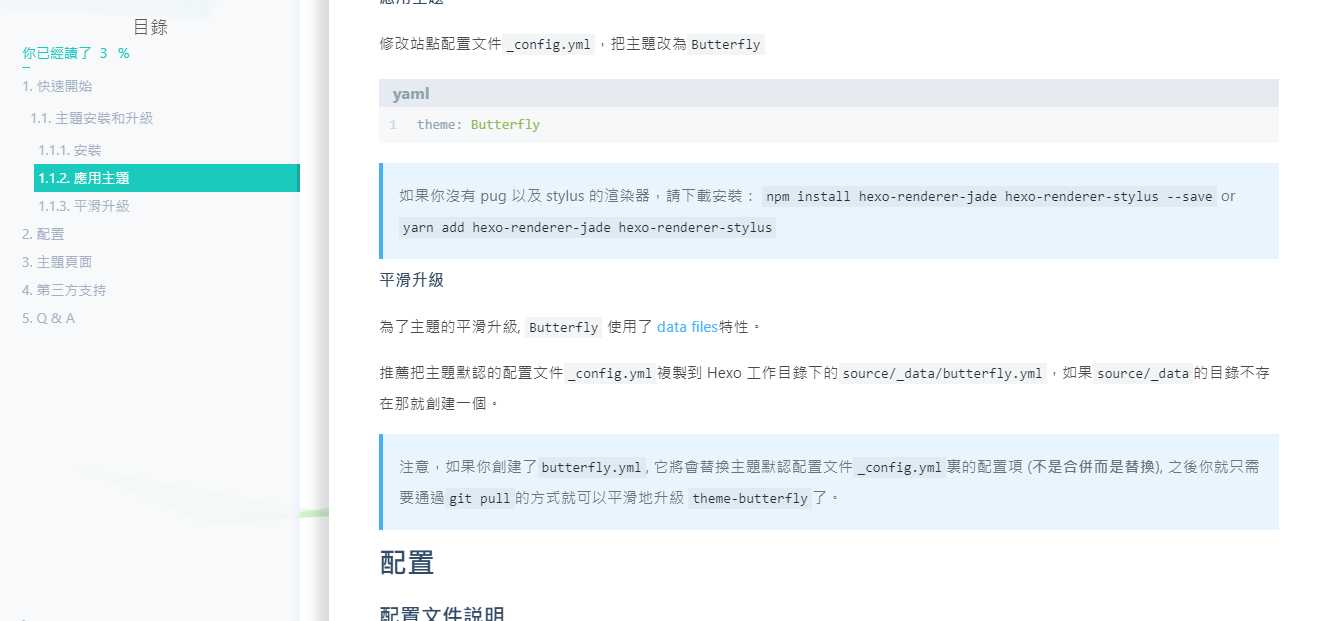 目錄
你已經讀了 3 %
1. 快速開始
1.1. 主題安裝和升級
1.1.1. 安裝
1.1.2. 應用主題
1.1.3. 平滑升級
2. 配置
3. 主題頁面
4. 第三方支持
5. Q & A
應用主題
修改站點配置文件 _config.yml ，把主題改為 Butterfly
yaml
1 theme: Butterfly
如果你沒有 pug 以及 stylus 的渲染器，請下載安裝： npm install hexo-renderer-jade hexo-renderer-stylus --save or
yarn add hexo-renderer-jade hexo-renderer-stylus
平滑升級
為了主題的平滑升級, Butterfly 使用了 data files特性。
推薦把主題默認的配置文件 _config.yml 複製到 Hexo 工作目錄下的 source/_data/butterfly.yml ，如果 source/_data 的目錄不存
在那就創建一個。
注意，如果你創建了 butterfly.yml , 它將會替換主題默認配置文件 _config.yml 裏的配置項 (不是合併而是替換), 之後你就只需
要通過 git pull 的方式就可以平滑地升級 theme-butterfly 了。
配置
配置文件説明